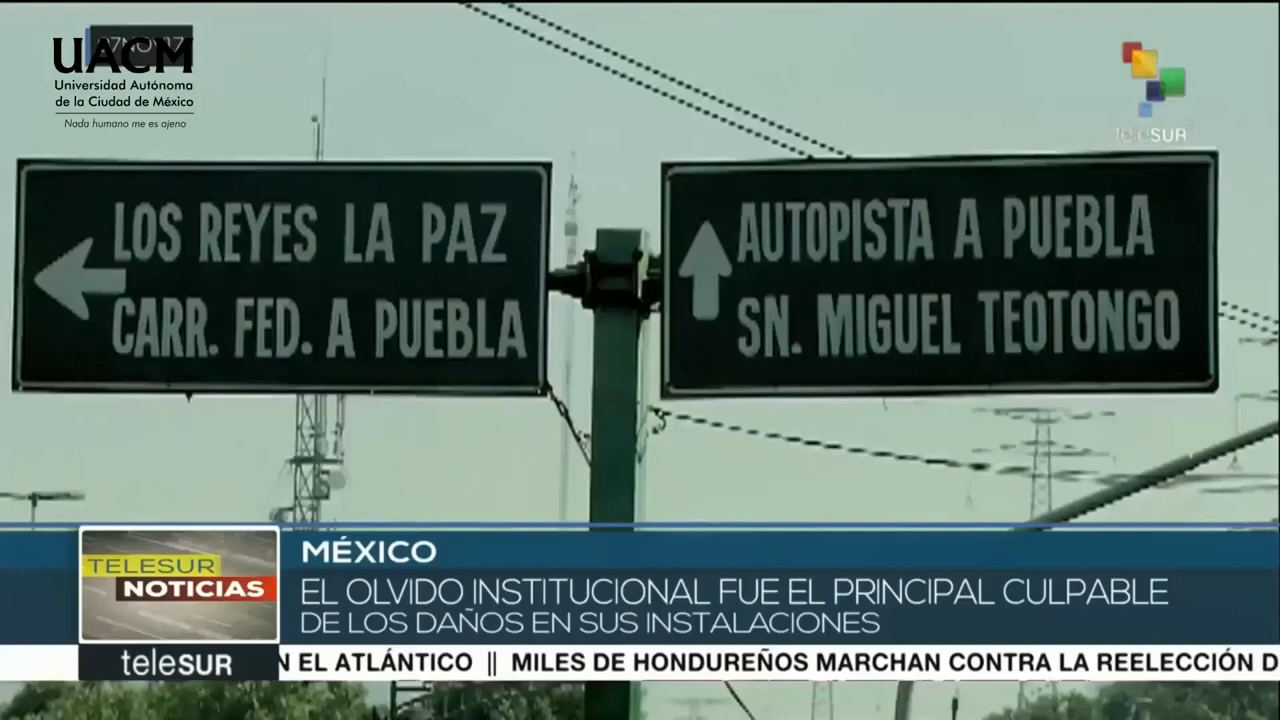 UACM
Universidad Autónoma
de la Ciudad de México
Nada humano me es ajeno
teleSUR
LOS REYES LA PAZ
CARR. FED. A PUEBLA
AUTOPISTA A PUEBLA
SN. MIGUEL TEOTONGO
TELESUR
NOTICIAS
MÉXICO
EL OLVIDO INSTITUCIONAL FUE EL PRINCIPAL CULPABLE
DE LOS DAÑOS EN SUS INSTALACIONES
teleSUR
EL ATLÁNTICO || MILES DE HONDUREÑOS MARCHAN CONTRA LA REELECCIÓN